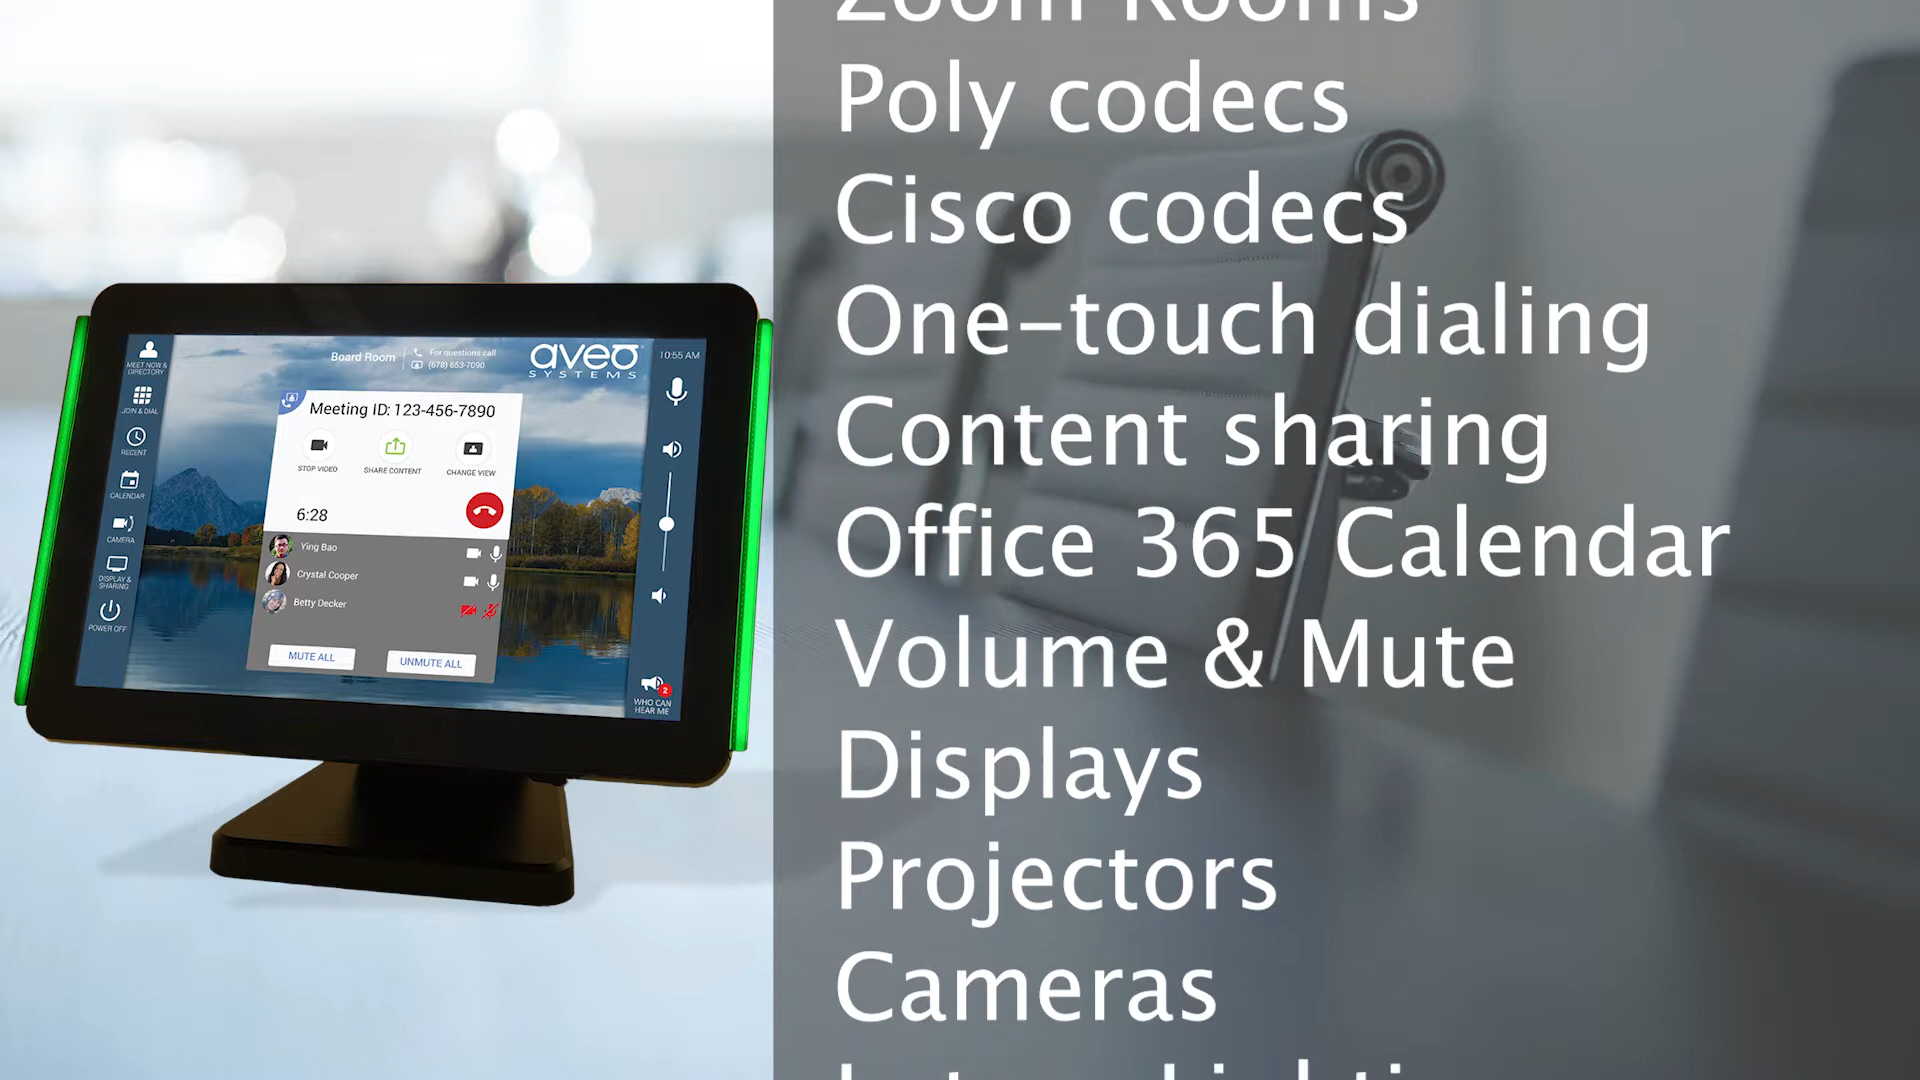 Zoom Rooms
Poly codecs
Cisco codecs
One-touch dialing
Content sharing
Office 365 Calendar
Volume & Mute
Displays
Projectors
Cameras
MEET NOW &
DIRECTORY
JOIN & DIAL
RECENT
CALENDAR
CAMERA
DISPLAY &
SHARING
POWER OFF
Board Room
For questions call
(678) 653-7090
aveo
SYSTEMS
10:55 AM
Meeting ID: 123-456-7890
STOP VIDEO
SHARE CONTENT
CHANGE VIEW
6:28
Ying Bao
Crystal Cooper
Betty Decker
MUTE ALL
UNMUTE ALL
2
WHO CAN
HEAR ME